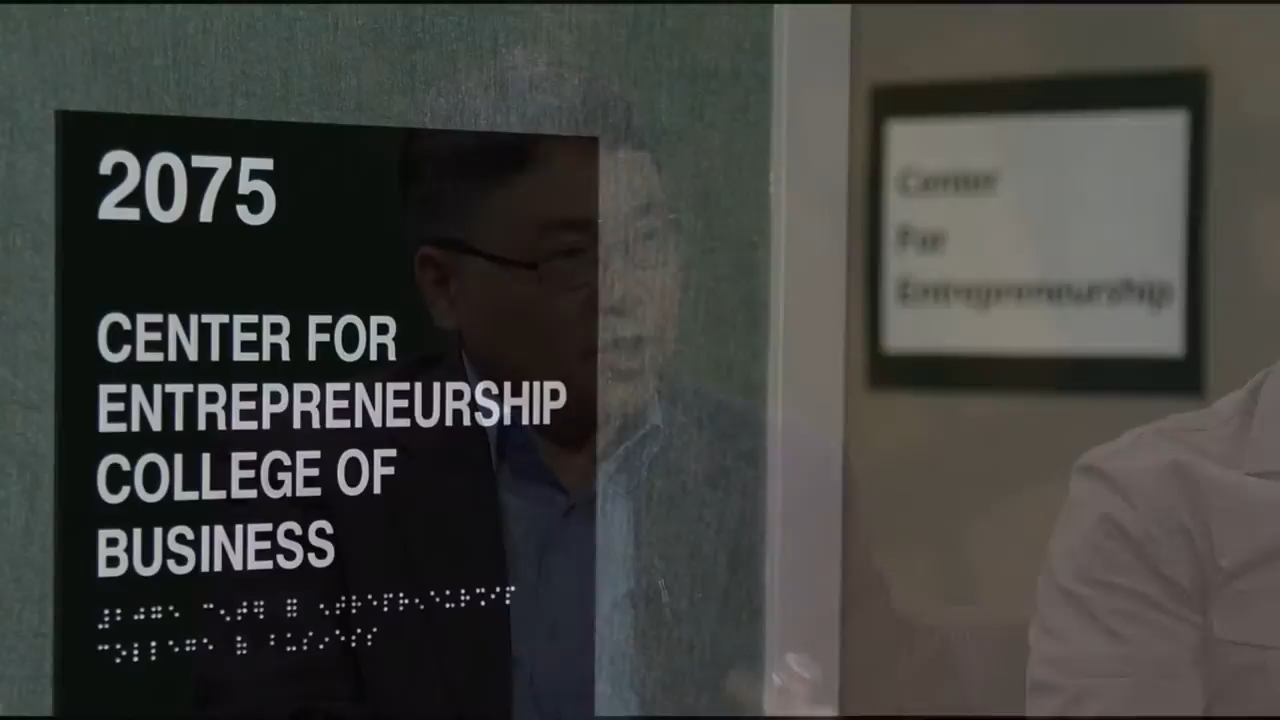 2075
CENTER FOR
ENTREPRENEURSHIP
COLLEGE OF
BUSINESS
Center
For
Entrepreneurship